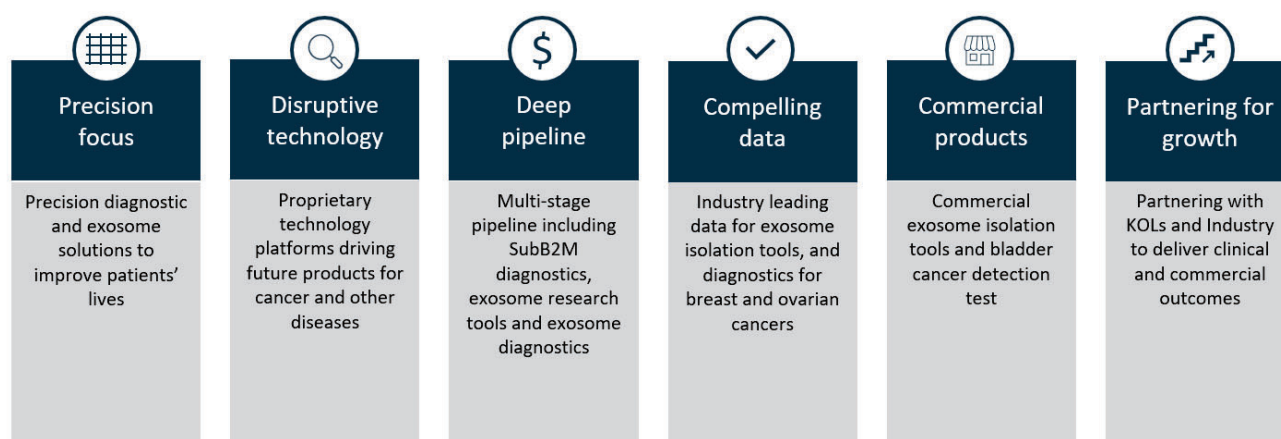 Precision
focus
Precision diagnostic
and exosome
solutions to
improve patients’
lives
Disruptive
technology
Proprietary
technology
platforms driving
future products for
cancer and other
diseases
$
Deep
pipeline
Multi-stage
pipeline including
SubB2M
diagnostics,
exosome research
tools and exosome
diagnostics
Compelling
data
Industry leading
data for exosome
isolation tools, and
diagnostics for
breast and ovarian
cancers
Commercial
products
Commercial
exosome isolation
tools and bladder
cancer detection
test
Partnering for
growth
Partnering with
KOLs and Industry
to deliver clinical
and commercial
outcomes